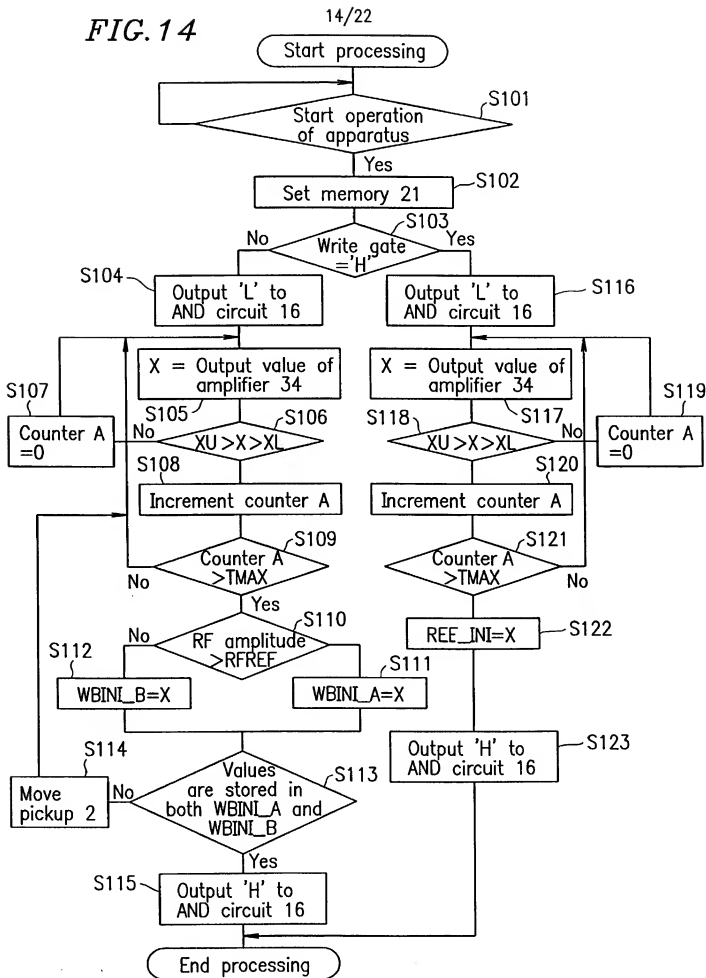 14/22
FIG.14
Start processing
S101
Start operation
of apparatus
Yes
Set memory 21
S102
S103
No
Write gate
='H'
Yes
S104
Output 'L' to
AND circuit 16
Output 'L' to
AND circuit 16
S116
X = Output value of
amplifier 34
S105
X = Output value of
amplifier 34
S117
S107
Counter A
=0
No
XU>X>XL
S106
S118
XU>X>XL
No
S119
Counter A
=0
S108
Increment counter A
S120
Increment counter A
S109
Counter A
>TMAX
No
Yes
S121
Counter A
>TMAX
No
S110
RF amplitude
>RFREF
No
REE_INI=X
S122
S112
WBINI_B=X
S111
WBINI_A=X
S114
Move
pickup 2
No
Values
are stored in
both WBINI_A and
WBINI_B
S113
Yes
Output 'H' to
AND circuit 16
S123
S115
Output 'H' to
AND circuit 16
End processing